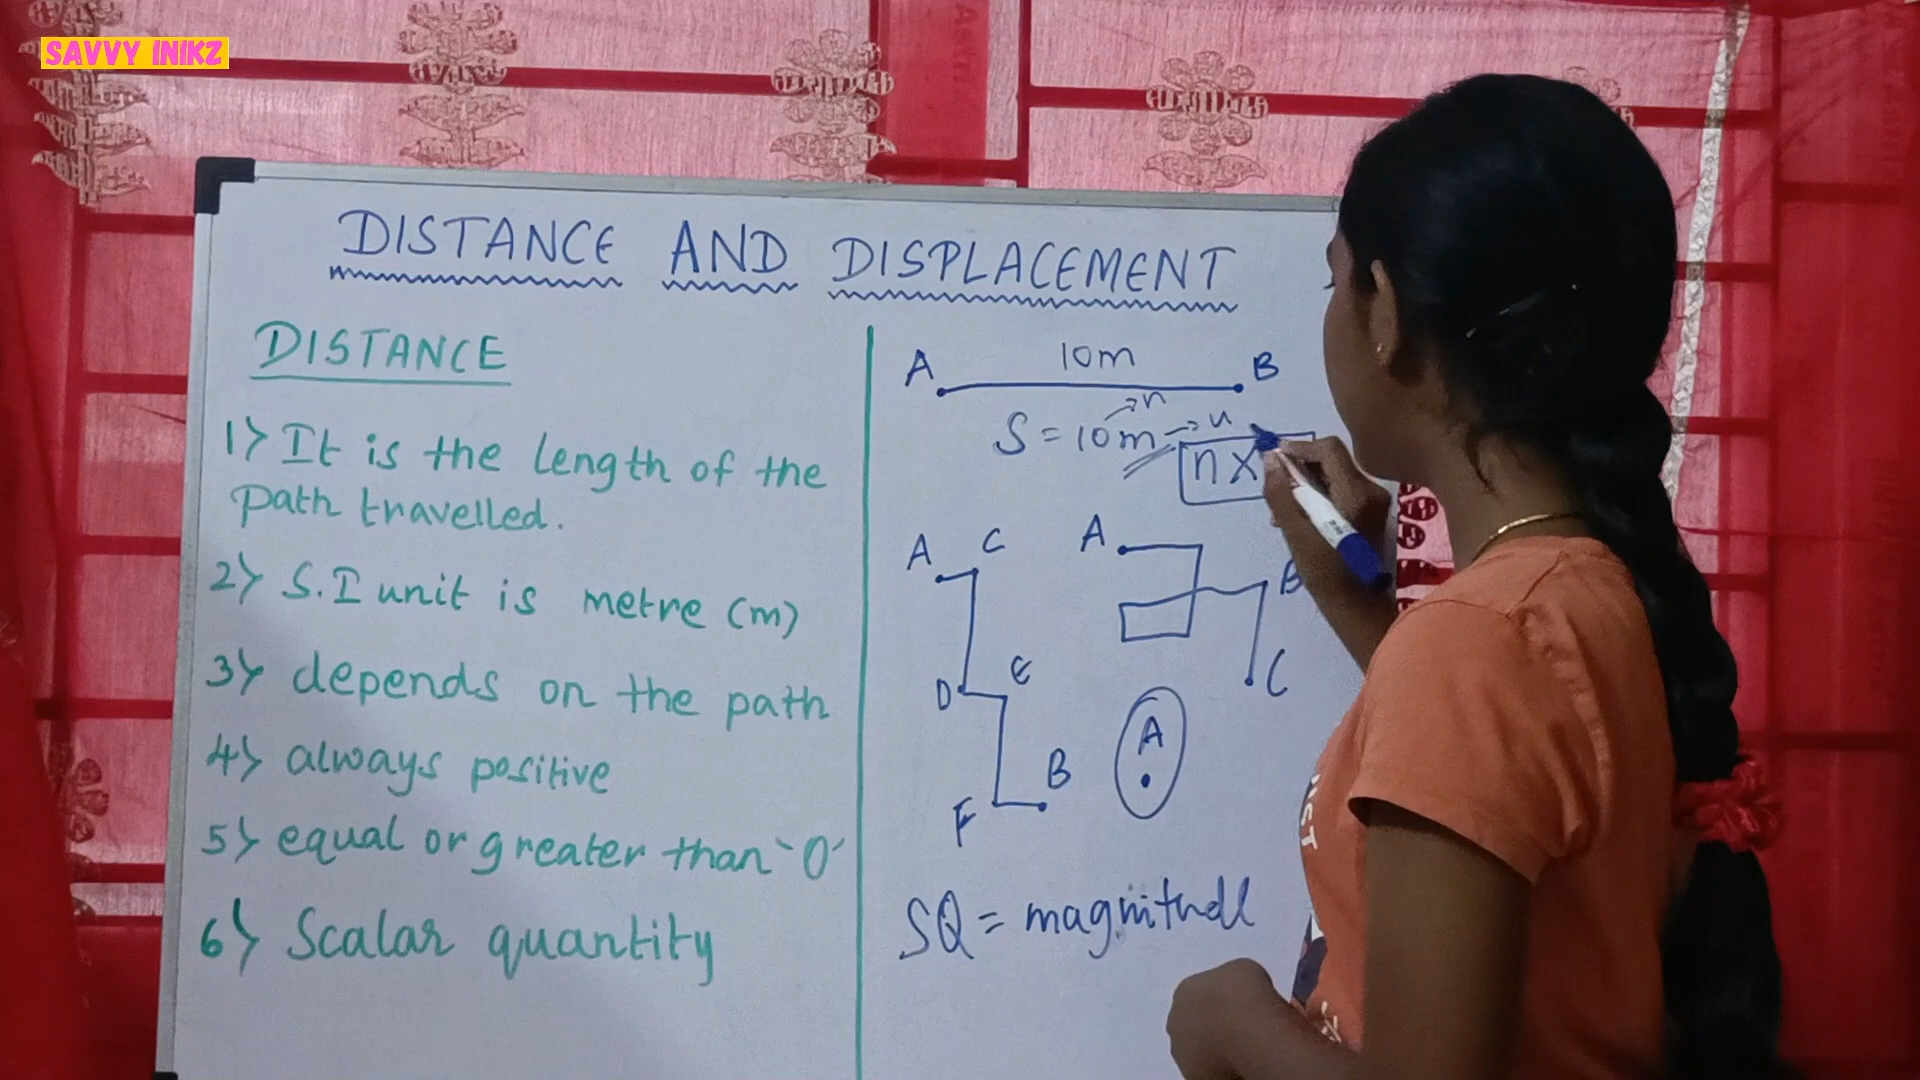 SAVVY INIKZ
DISTANCE AND DISPLACEMENT
DISTANCE
1) It is the length of the
path travelled.
2) S.I unit is metre (m)
3) depends on the path
4) always positive
5) equal or greater than '0'
6) Scalar quantity
A 10m B
S = 10m
n
u
n x
A C
D E
F B
A
B
C
A
SQ = magnitude